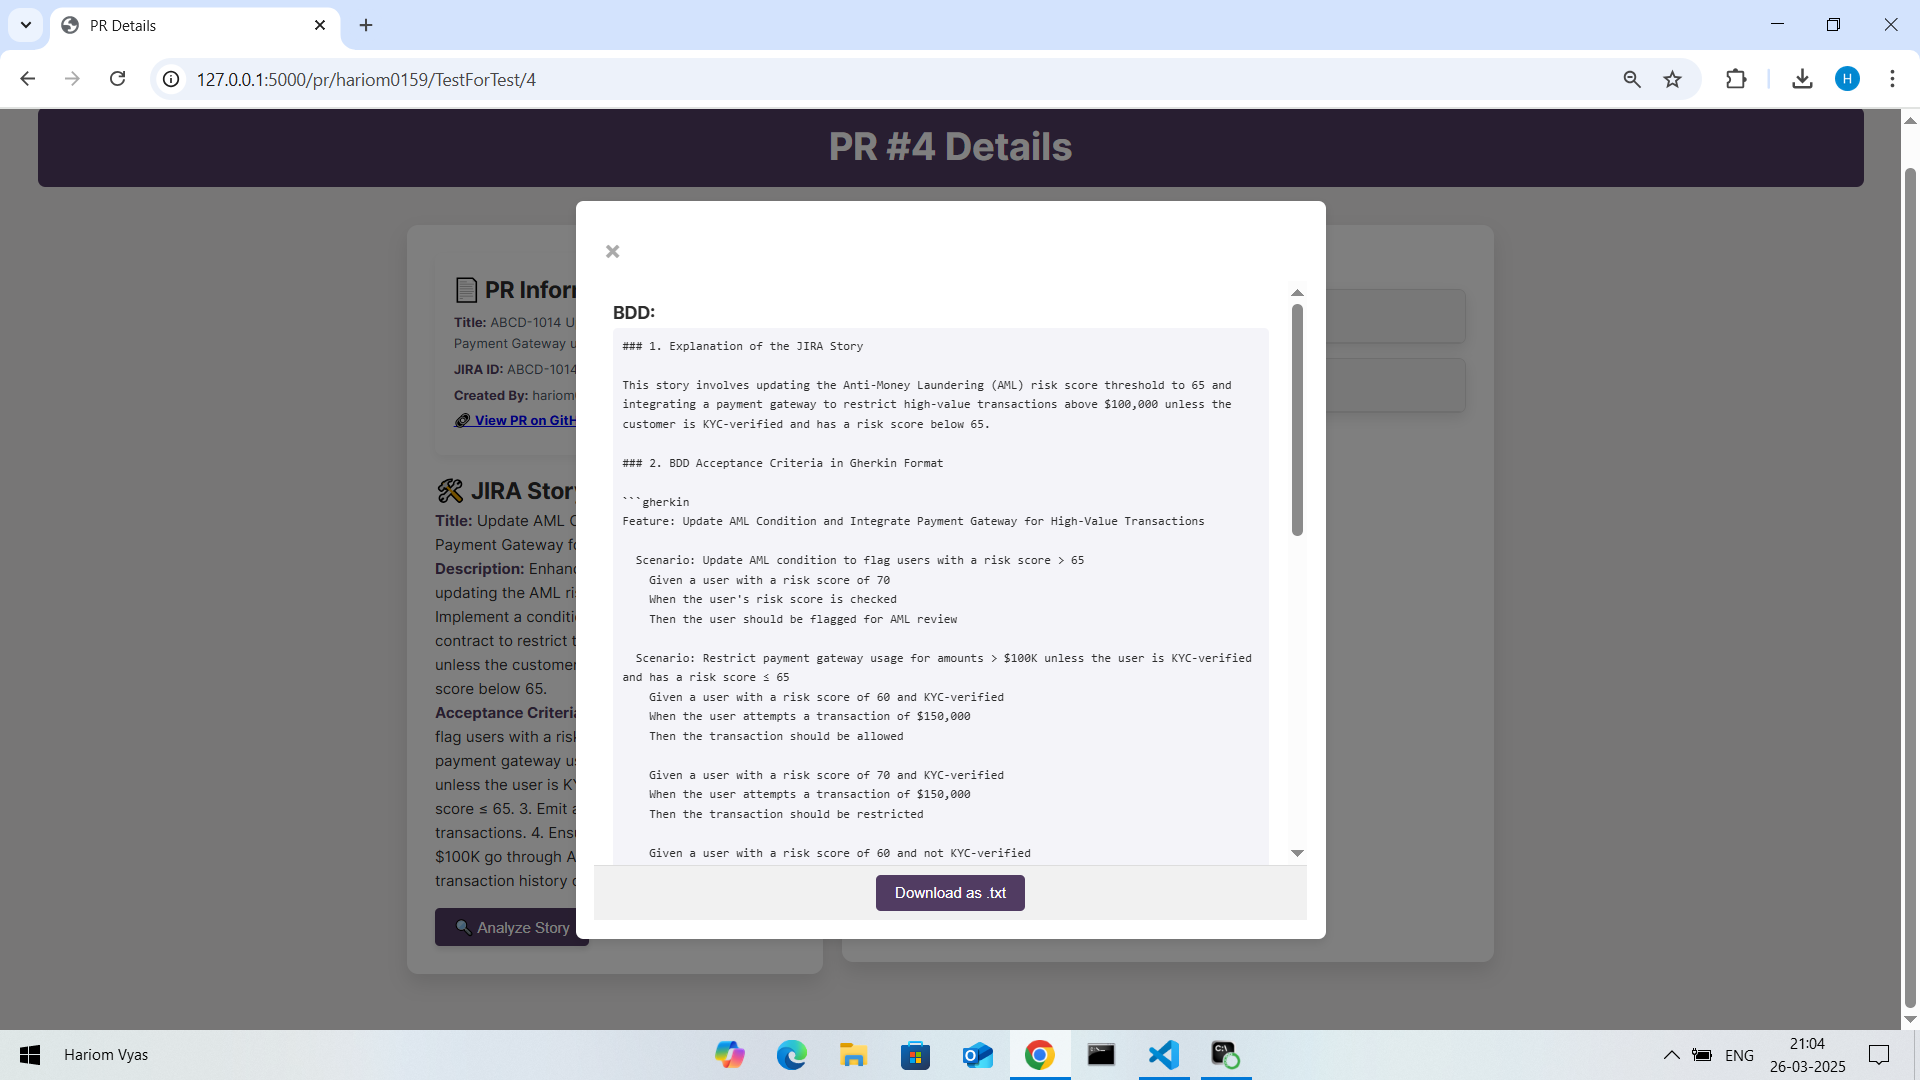 PR Details
127.0.0.1:5000/pr/hariom0159/TestForTest/4
H
PR #4 Details
PR Infor
Title: ABCD-1014 U
Payment Gateway u
JIRA ID: ABCD-1014
Created By: hariom
View PR on GitH
JIRA Story
Title: Update AML C
Payment Gateway fo
Description: Enhan
updating the AML ri
Implement a conditi
contract to restrict t
unless the customer
score below 65.
Acceptance Criteria
flag users with a risk
payment gateway us
unless the user is KY
score ≤ 65. 3. Emit a
transactions. 4. Ensu
$100K go through A
transaction history c
Analyze Story
BDD:
### 1. Explanation of the JIRA Story
This story involves updating the Anti-Money Laundering (AML) risk score threshold to 65 and
integrating a payment gateway to restrict high-value transactions above $100,000 unless the
customer is KYC-verified and has a risk score below 65.
### 2. BDD Acceptance Criteria in Gherkin Format
```gherkin
Feature: Update AML Condition and Integrate Payment Gateway for High-Value Transactions
Scenario: Update AML condition to flag users with a risk score > 65
Given a user with a risk score of 70
When the user's risk score is checked
Then the user should be flagged for AML review
Scenario: Restrict payment gateway usage for amounts > $100K unless the user is KYC-verified
and has a risk score ≤ 65
Given a user with a risk score of 60 and KYC-verified
When the user attempts a transaction of $150,000
Then the transaction should be allowed
Given a user with a risk score of 70 and KYC-verified
When the user attempts a transaction of $150,000
Then the transaction should be restricted
Given a user with a risk score of 60 and not KYC-verified
Download as .txt
Hariom Vyas
ENG
21:04
26-03-2025